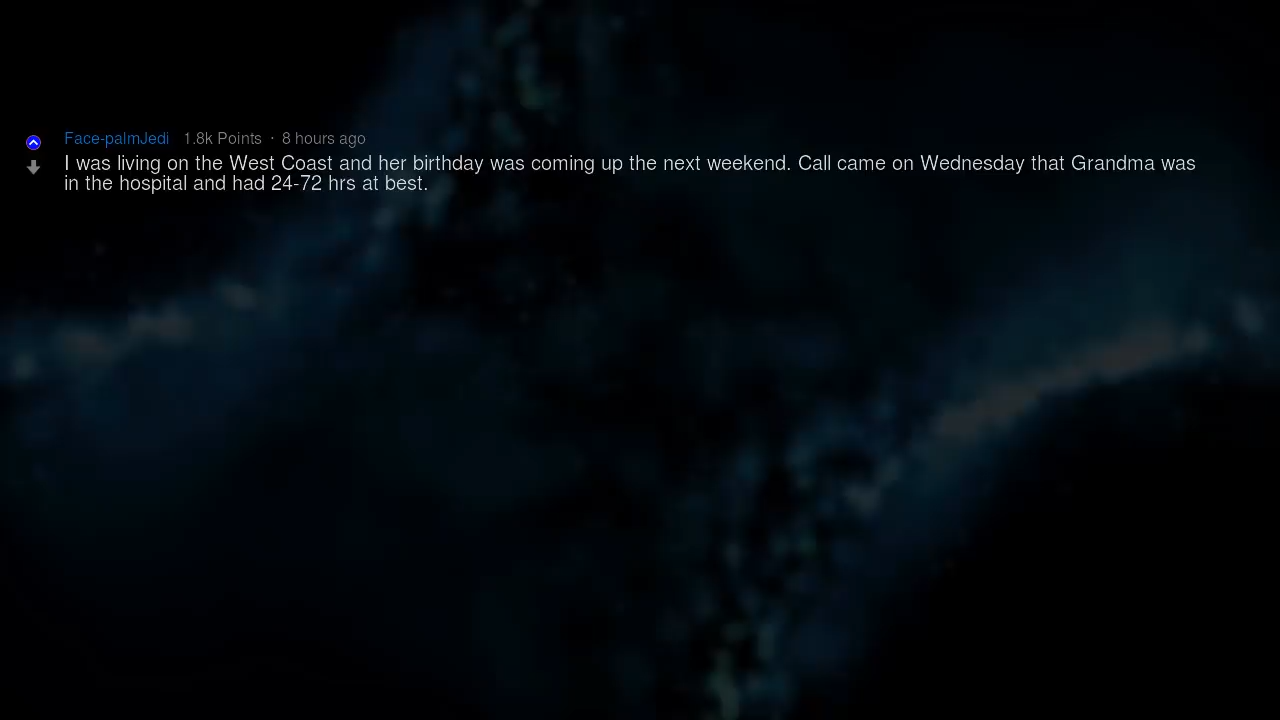 Face-palmJedi 1.8k Points · 8 hours ago
I was living on the West Coast and her birthday was coming up the next weekend. Call came on Wednesday that Grandma was
in the hospital and had 24-72 hrs at best.